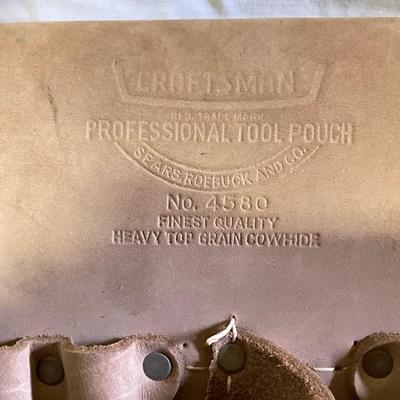 CRAFTSMAN
REG. TRADE MARK
PROFESSIONAL TOOL POUCH
SEARS, ROEBUCK AND CO.
No. 4580
FINEST QUALITY
HEAVY TOP GRAIN COWHIDE